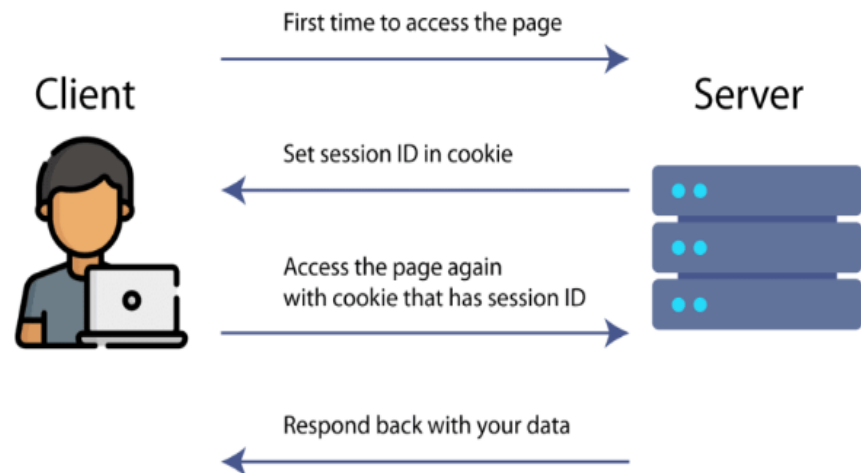 First time to access the page
Client
Server
Set session ID in cookie
Access the page again
with cookie that has session ID
Respond back with your data